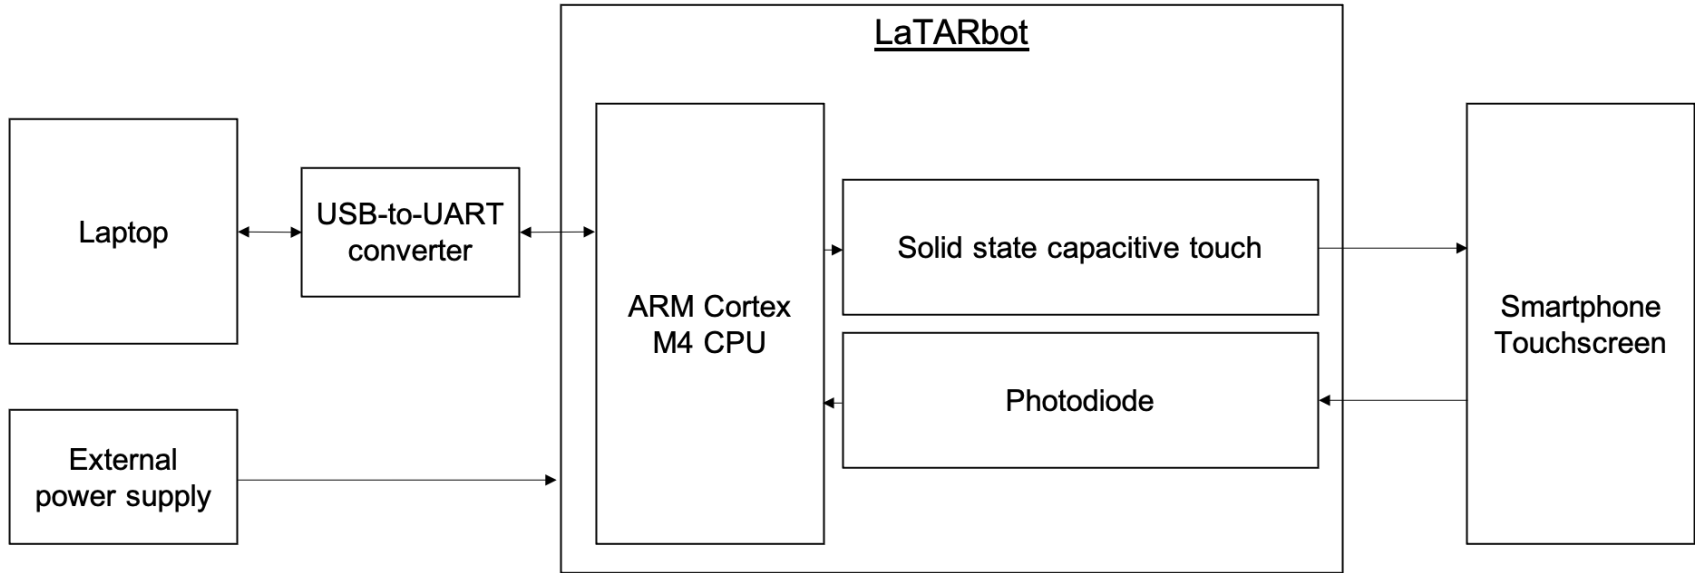 LaTARbot
Laptop
USB-to-UART
converter
ARM Cortex
M4 CPU
Solid state capacitive touch
Photodiode
Smartphone
Touchscreen
External
power supply